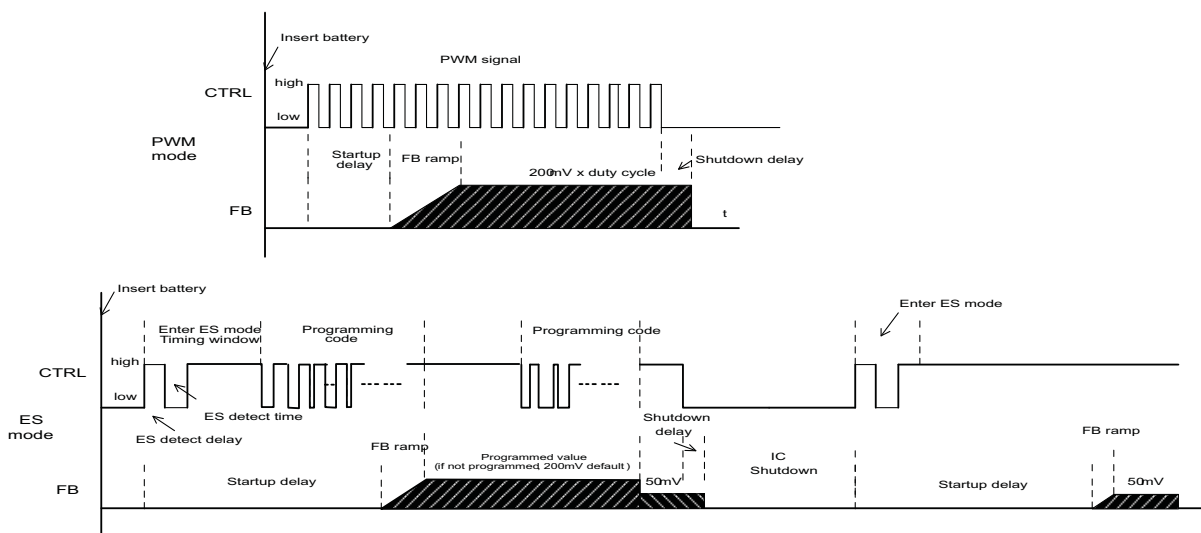 Insert battery
PWM signal
high
CTRL
low
PWM
mode
Startup
delay
FB ramp
Shutdown delay
200mV x duty cycle
FB
t
Insert battery
Enter ES mode
Enter ES mode
Timing window
Programming
code
Programming code
high
CTRL
low
ES
mode
ES detect time
ES detect delay
Shutdown
delay
FB ramp
Programmed value
(if not programmed, 200mV default)
IC
Shutdown
FB ramp
Startup delay
50mV
Startup delay
50mV
FB